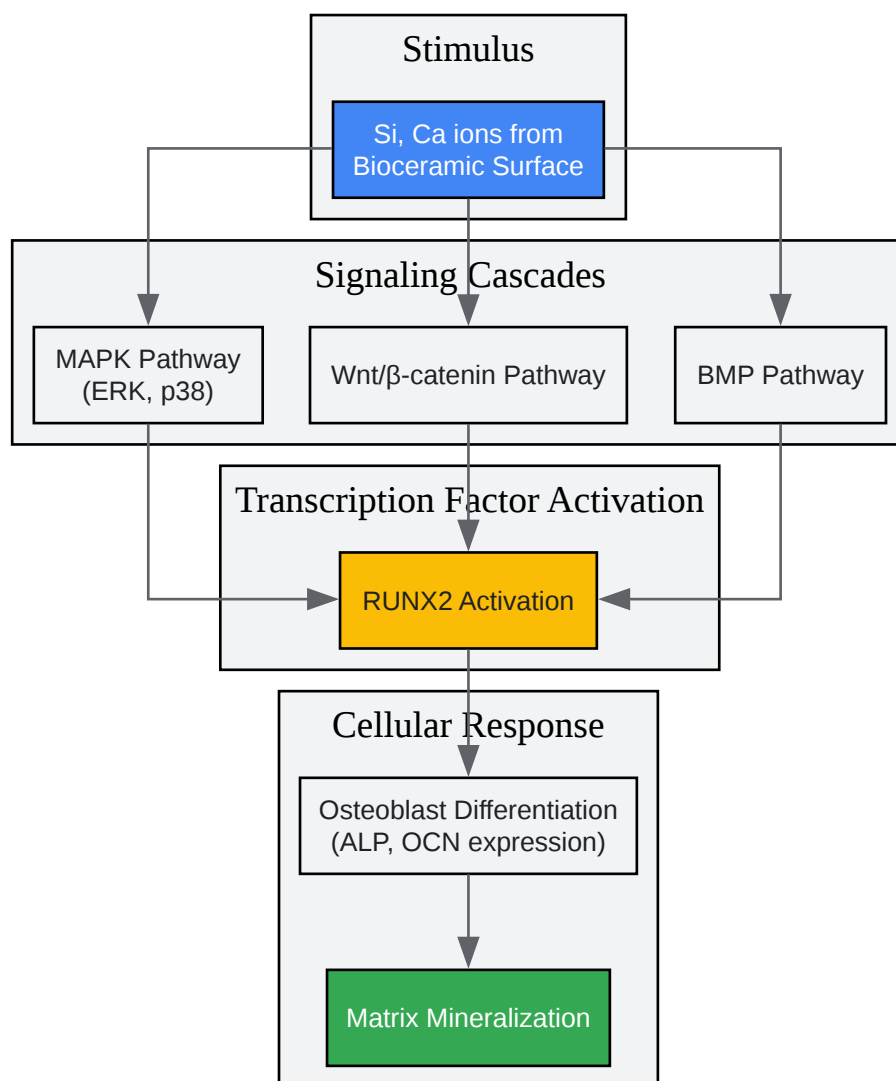 Stimulus
Si, Ca ions from
Bioceramic Surface
Signaling Cascades
MAPK Pathway
(ERK, p38)
Wnt/β-catenin Pathway
BMP Pathway
Transcription Factor Activation
RUNX2 Activation
Cellular Response
Osteoblast Differentiation
(ALP, OCN expression)
Matrix Mineralization